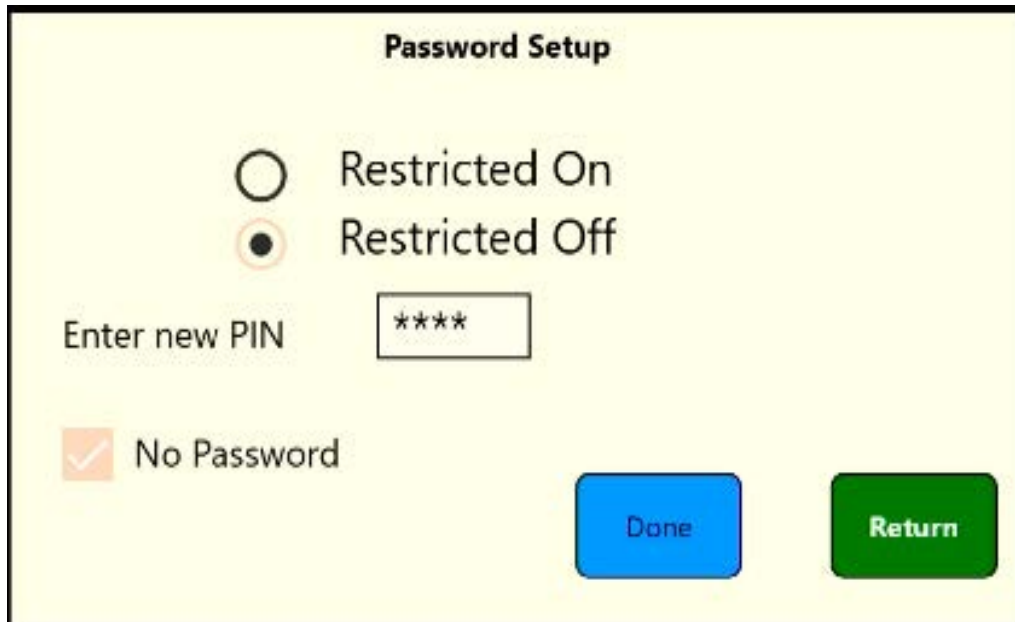 Password Setup
Restricted On
Restricted Off
Enter new PIN ****
No Password
Done Return